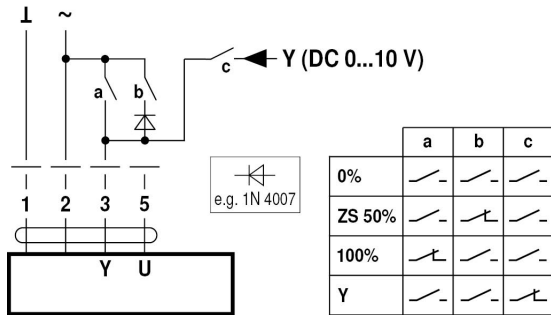 ⊥ ~
a b c Y (DC 0...10 V)
1 2 3 5
Y U
e.g. 1N 4007
a b c
0%
ZS 50%
100%
Y